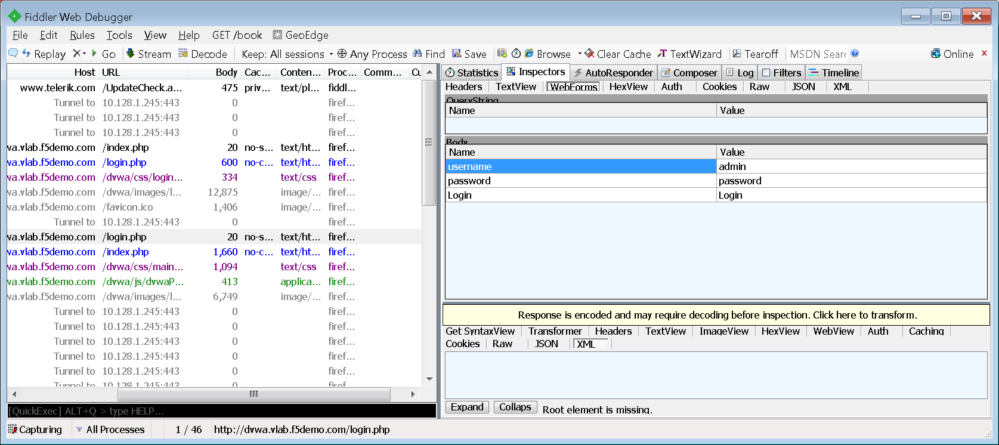 Fiddler Web Debugger
File Edit Rules Tools View Help GET /book GeoEdge
Replay Go Stream Decode Keep: All sessions Any Process Find Save Browse Clear Cache TextWizard Tearoff MSDN Sear Online
Host URL Body Cac... Conten... Proc... Comm... Cu
www.telerik.com /UpdateCheck.a... 475 priv... text/pl... fiddl...
Tunnel to 10.128.1.245:443 0 firef...
Tunnel to 10.128.1.245:443 0 firef...
Tunnel to 10.128.1.245:443 0 firef...
wa.vlab.f5demo.com /index.php 20 no-s... text/ht... firef...
wa.vlab.f5demo.com /login.php 600 no-c... text/ht... firef...
wa.vlab.f5demo.com /dvwa/css/login... 334 text/css firef...
wa.vlab.f5demo.com /dvwa/images/l... 12,875 image/... firef...
wa.vlab.f5demo.com /favicon.ico 1,406 image/... firef...
Tunnel to 10.128.1.245:443 0 firef...
wa.vlab.f5demo.com /login.php 20 no-s... text/ht... firef...
wa.vlab.f5demo.com /index.php 1,660 no-c... text/ht... firef...
wa.vlab.f5demo.com /dvwa/css/main... 1,094 text/css firef...
wa.vlab.f5demo.com /dvwa/js/dvwaP... 413 applica... firef...
wa.vlab.f5demo.com /dvwa/images/l... 6,749 image/... firef...
Tunnel to 10.128.1.245:443 0 firef...
Tunnel to 10.128.1.245:443 0 firef...
Tunnel to 10.128.1.245:443 0 firef...
Tunnel to 10.128.1.245:443 0 firef...
Tunnel to 10.128.1.245:443 0 firef...
Tunnel to 10.128.1.245:443 0 firef...
[QuickExec] ALT+Q > type HELP...
Statistics Inspectors AutoResponder Composer Log Filters Timeline
Headers TextView WebForms HexView Auth Cookies Raw JSON XML
QueryString
Name Value
Body
Name Value
username admin
password password
Login Login
Response is encoded and may require decoding before inspection. Click here to transform.
Get SyntaxView Transformer Headers TextView ImageView HexView WebView Auth Caching
Cookies Raw JSON XML
Expand Collaps Root element is missing.
Capturing All Processes 1 / 46 http://dvwa.vlab.f5demo.com/login.php